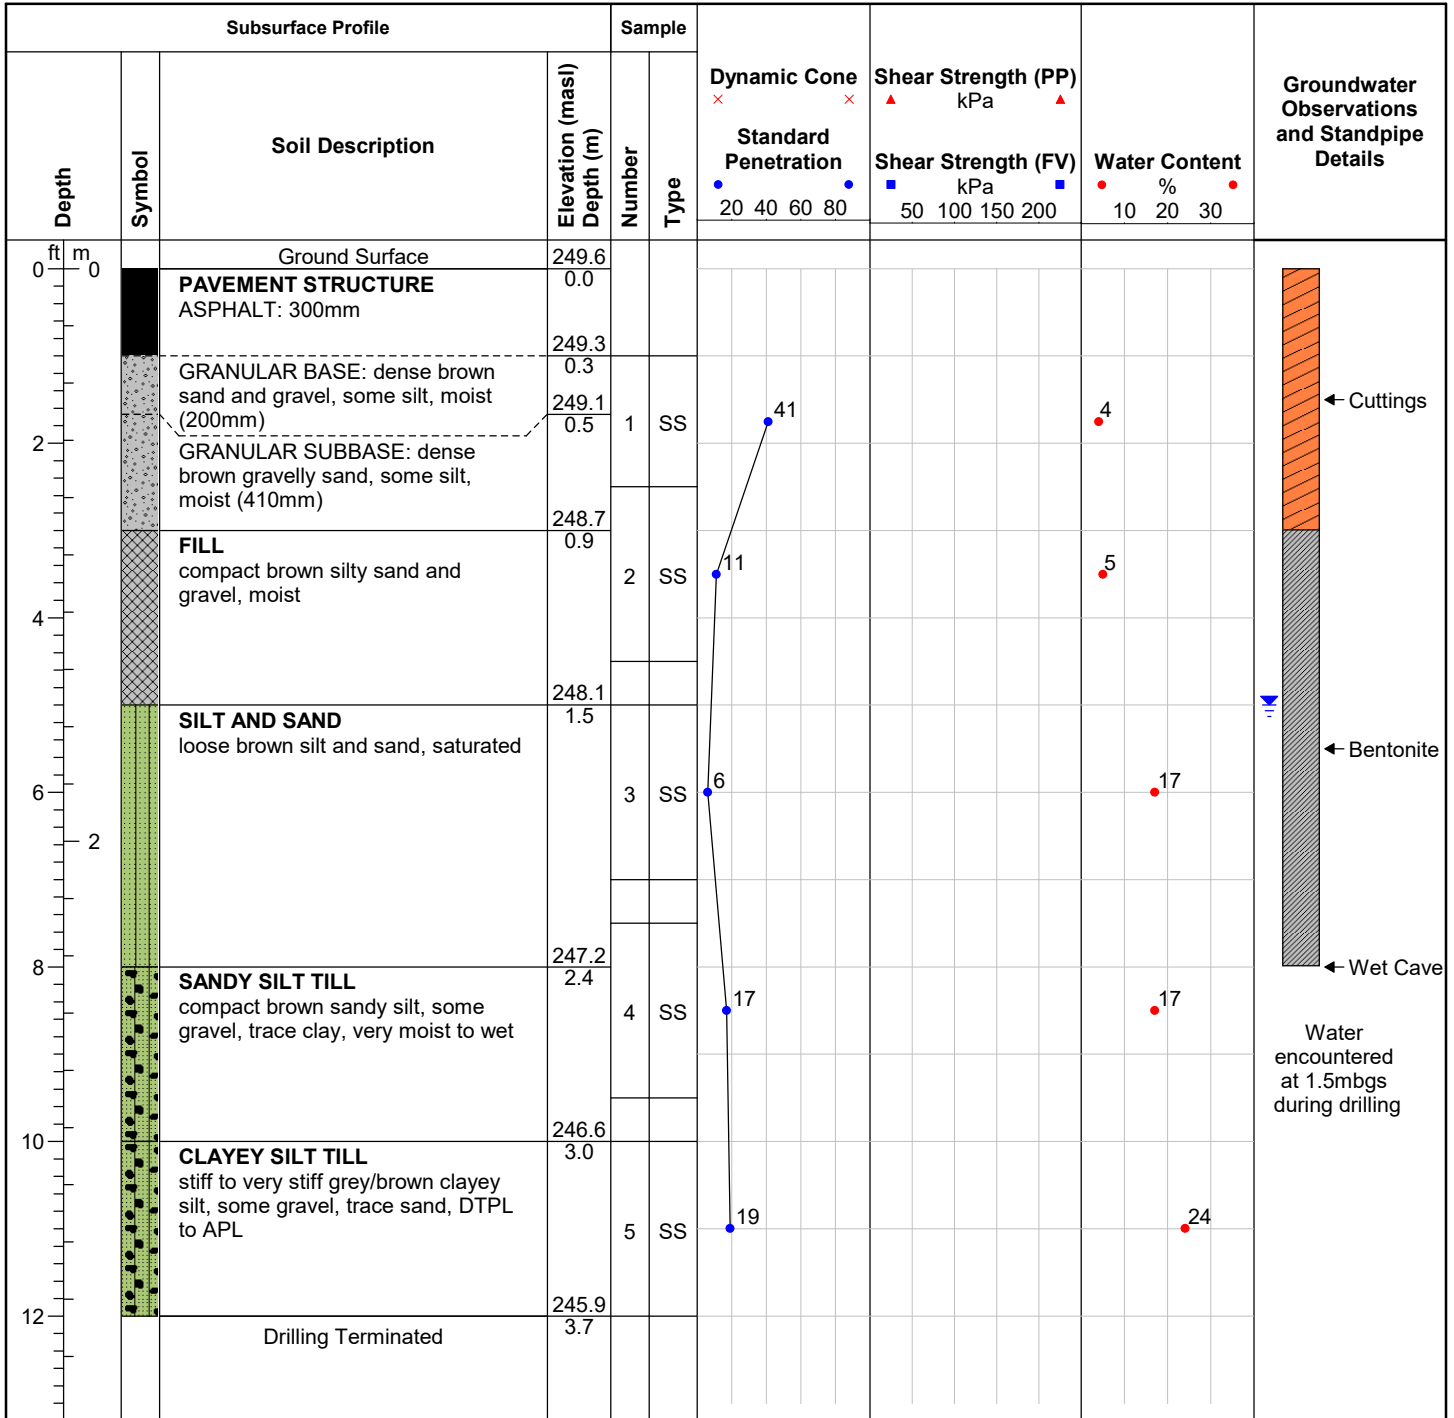 Subsurface Profile
Sample
Depth
Symbol
Soil Description
Elevation (masl)
Depth (m)
Number
Type
Dynamic Cone
Standard
Penetration
20 40 60 80
Shear Strength (PP)
kPa
Shear Strength (FV)
kPa
50 100 150 200
Water Content
%
10 20 30
Groundwater
Observations
and Standpipe
Details
ft m
0 0
2
4
6
2
8
10
12
Ground Surface
249.6
0.0
PAVEMENT STRUCTURE
ASPHALT: 300mm
249.3
0.3
GRANULAR BASE: dense brown
sand and gravel, some silt, moist
(200mm)
249.1
0.5
GRANULAR SUBBASE: dense
brown gravelly sand, some silt,
moist (410mm)
248.7
0.9
FILL
compact brown silty sand and
gravel, moist
248.1
1.5
SILT AND SAND
loose brown silt and sand, saturated
247.2
2.4
SANDY SILT TILL
compact brown sandy silt, some
gravel, trace clay, very moist to wet
246.6
3.0
CLAYEY SILT TILL
stiff to very stiff grey/brown clayey
silt, some gravel, trace sand, DTPL
to APL
245.9
3.7
Drilling Terminated
1 SS 41 4
2 SS 11 5
3 SS 6 17
4 SS 17 17
5 SS 19 24
Cuttings
Bentonite
Wet Cave
Water
encountered
at 1.5mbgs
during drilling